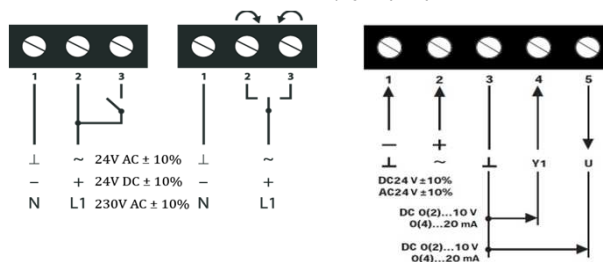 1 2 3
1 2 3
1 2 3 4 5
⊥ ~ 24V AC ± 10% ⊥ ~
− + 24V DC ± 10% − +
N L1 230V AC ± 10% N L1
− +
⊥ ~ ⊥ Y1 U
DC24 V ±10%
AC24 V ±10%
DC 0(2)...10 V
0(4)...20 mA
DC 0(2)...10 V
0(4)...20 mA